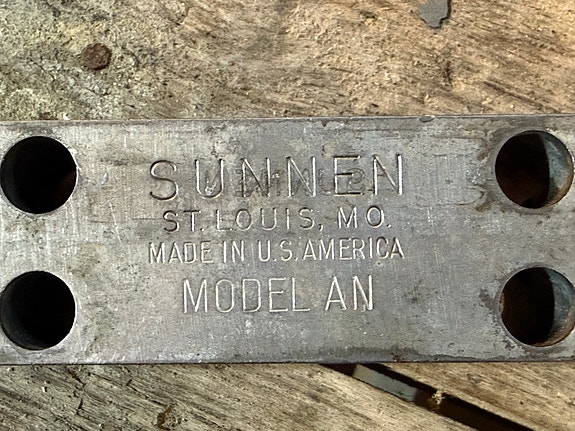 SUNNEN
ST. LOUIS, MO.
MADE IN U.S. AMERICA
MODEL AN